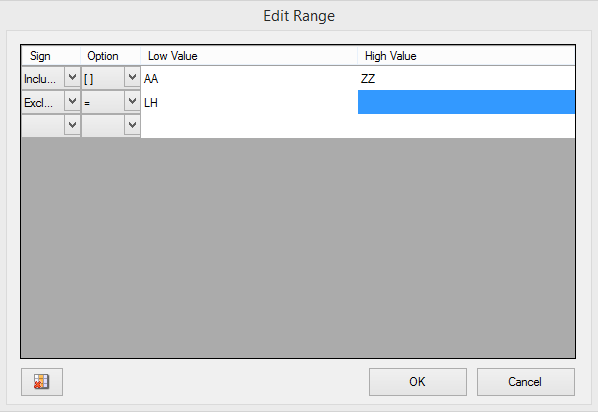 Edit Range
Sign Option Low Value High Value
Inclu... [ ] AA ZZ
Excl... = LH
OK Cancel